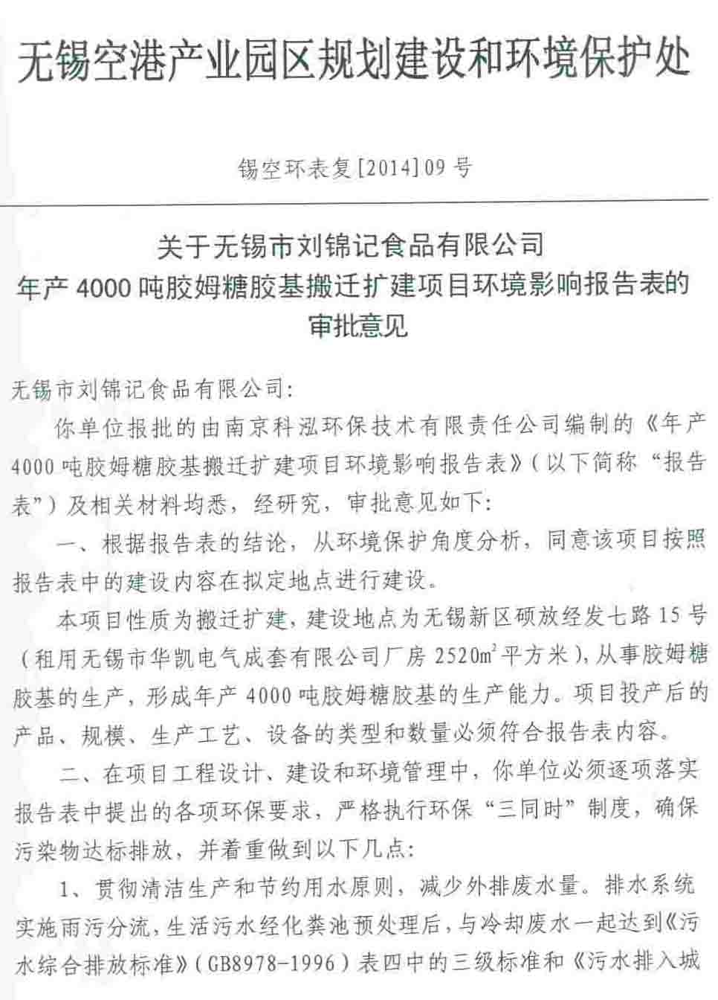 无锡空港产业园区规划建设和环境保护处
锡空环表复[2014]09号
关于无锡市刘锦记食品有限公司
年产 4000 吨胶姆糖胶基搬迁扩建项目环境影响报告表的
审批意见
无锡市刘锦记食品有限公司：
你单位报批的由南京科泓环保技术有限责任公司编制的《年产
4000 吨胶姆糖胶基搬迁扩建项目环境影响报告表》（以下简称“报告
表”）及相关材料均悉，经研究，审批意见如下：
一、根据报告表的结论，从环境保护角度分析，同意该项目按照
报告表中的建设内容在拟定地点进行建设。
本项目性质为搬迁扩建，建设地点为无锡新区硕放经发七路 15 号
（租用无锡市华凯电气成套有限公司厂房 2520m²平方米），从事胶姆糖
胶基的生产，形成年产 4000 吨胶姆糖胶基的生产能力。项目投产后的
产品、规模、生产工艺、设备的类型和数量必须符合报告表内容。
二、在项目工程设计、建设和环境管理中，你单位必须逐项落实
报告表中提出的各项环保要求，严格执行环保“三同时”制度，确保
污染物达标排放，并着重做到以下几点：
1、贯彻清洁生产和节约用水原则，减少外排废水量。排水系统
实施雨污分流，生活污水经化粪池预处理后，与冷却废水一起达到《污
水综合排放标准》（GB8978-1996）表四中的三级标准和《污水排入城